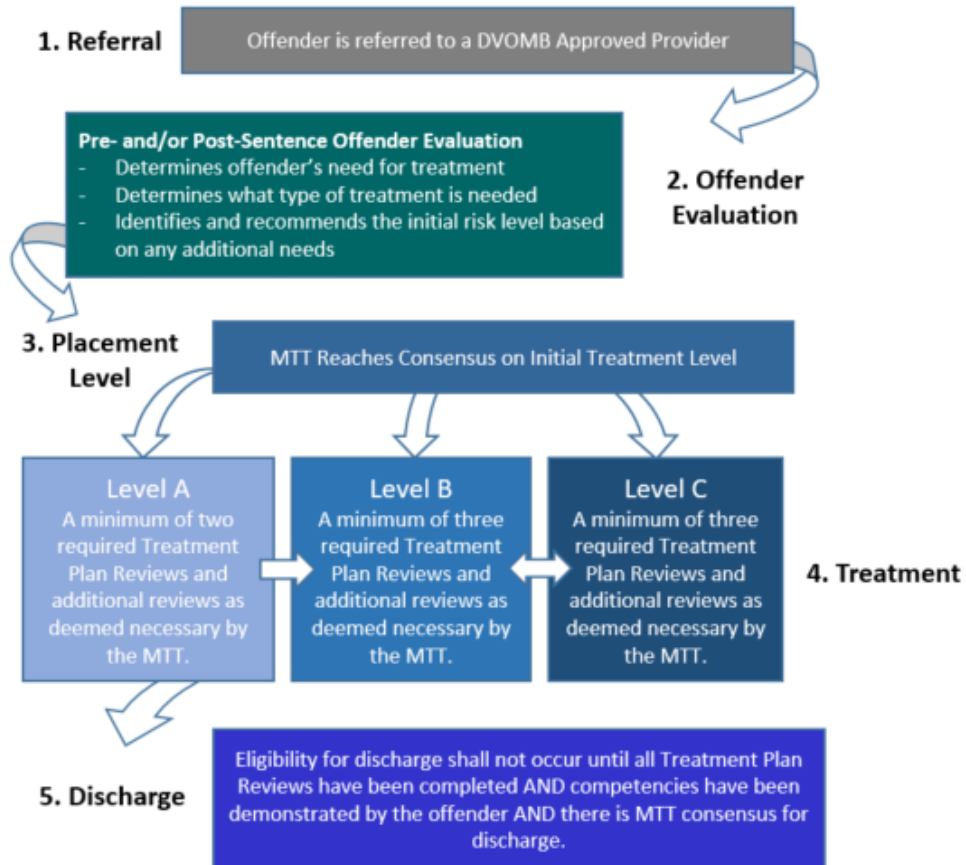 1. Referral
Offender is referred to a DVOMB Approved Provider
Pre- and/or Post-Sentence Offender Evaluation
- Determines offender's need for treatment
- Determines what type of treatment is needed
- Identifies and recommends the initial risk level based
on any additional needs
2. Offender
Evaluation
3. Placement
Level
MTT Reaches Consensus on Initial Treatment Level
Level A
A minimum of two
required Treatment
Plan Reviews and
additional reviews as
deemed necessary by
the MTT.
Level B
A minimum of three
required Treatment
Plan Reviews and
additional reviews as
deemed necessary by
the MTT.
Level C
A minimum of three
required Treatment
Plan Reviews and
additional reviews as
deemed necessary by
the MTT.
4. Treatment
5. Discharge
Eligibility for discharge shall not occur until all Treatment Plan
Reviews have been completed AND competencies have been
demonstrated by the offender AND there is MTT consensus for
discharge.